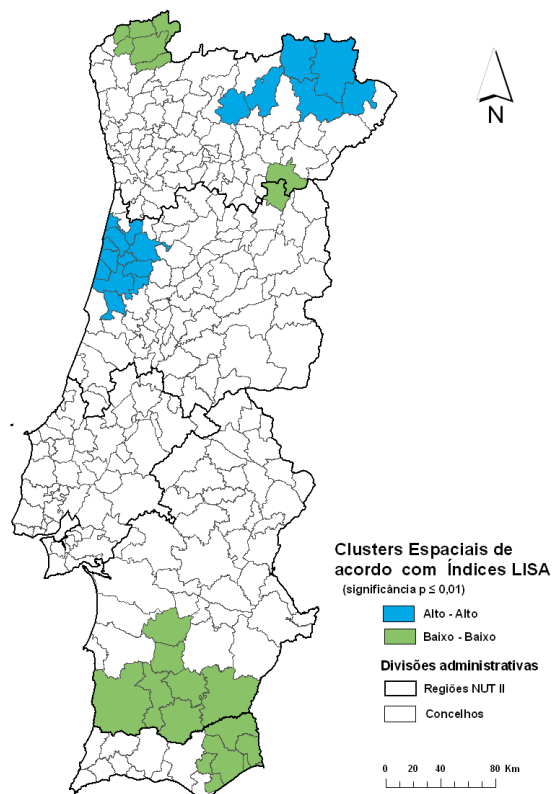 N
Clusters Espaciais de
acordo com Índices LISA
(significância p ≤ 0,01)
Alto - Alto
Baixo - Baixo
Divisões administrativas
Regiões NUT II
Concelhos
0 20 40 80 Km